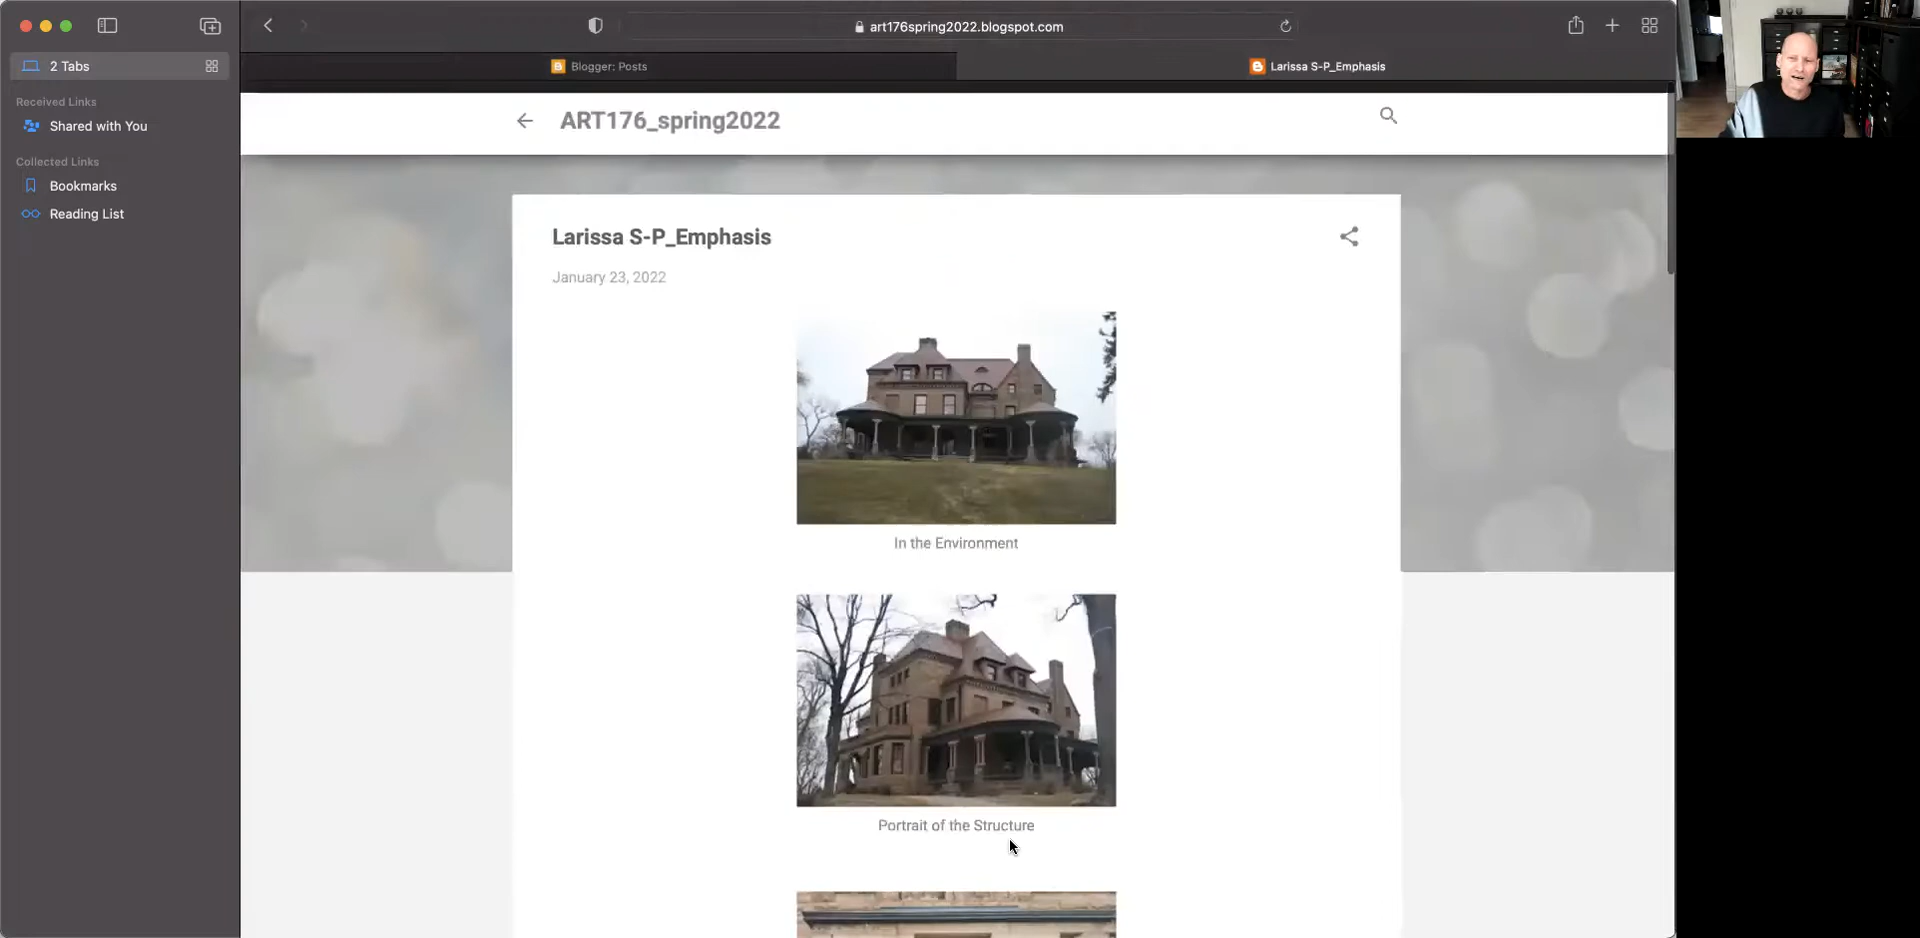 art176spring2022.blogspot.com
2 Tabs
Blogger: Posts
Larissa S-P_Emphasis
Received Links
Shared with You
Collected Links
Bookmarks
Reading List
ART176_spring2022
Larissa S-P_Emphasis
January 23, 2022
In the Environment
Portrait of the Structure